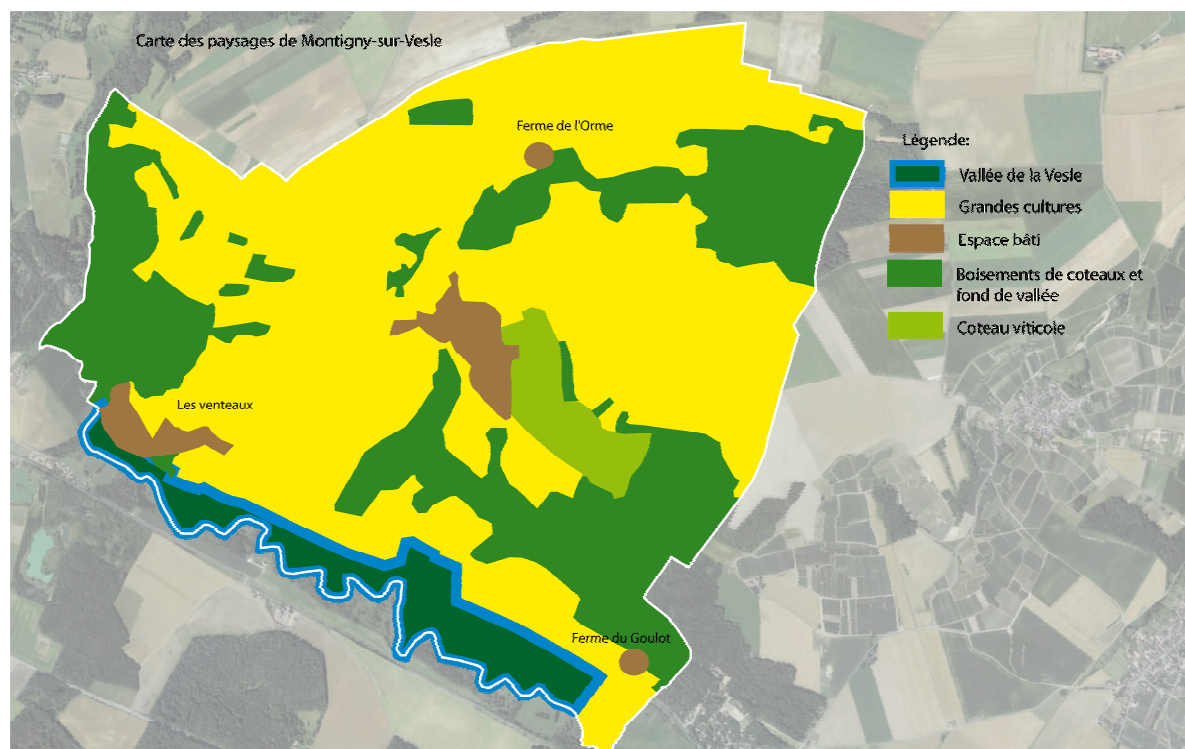 Carte des paysages de Montigny-sur-Vesle
Ferme de l'Orme
Légende:
Vallée de la Vesle
Grandes cultures
Espace bâti
Boisements de coteaux et
fond de vallée
Coteau viticole
Les venteaux
Ferme du Goulot